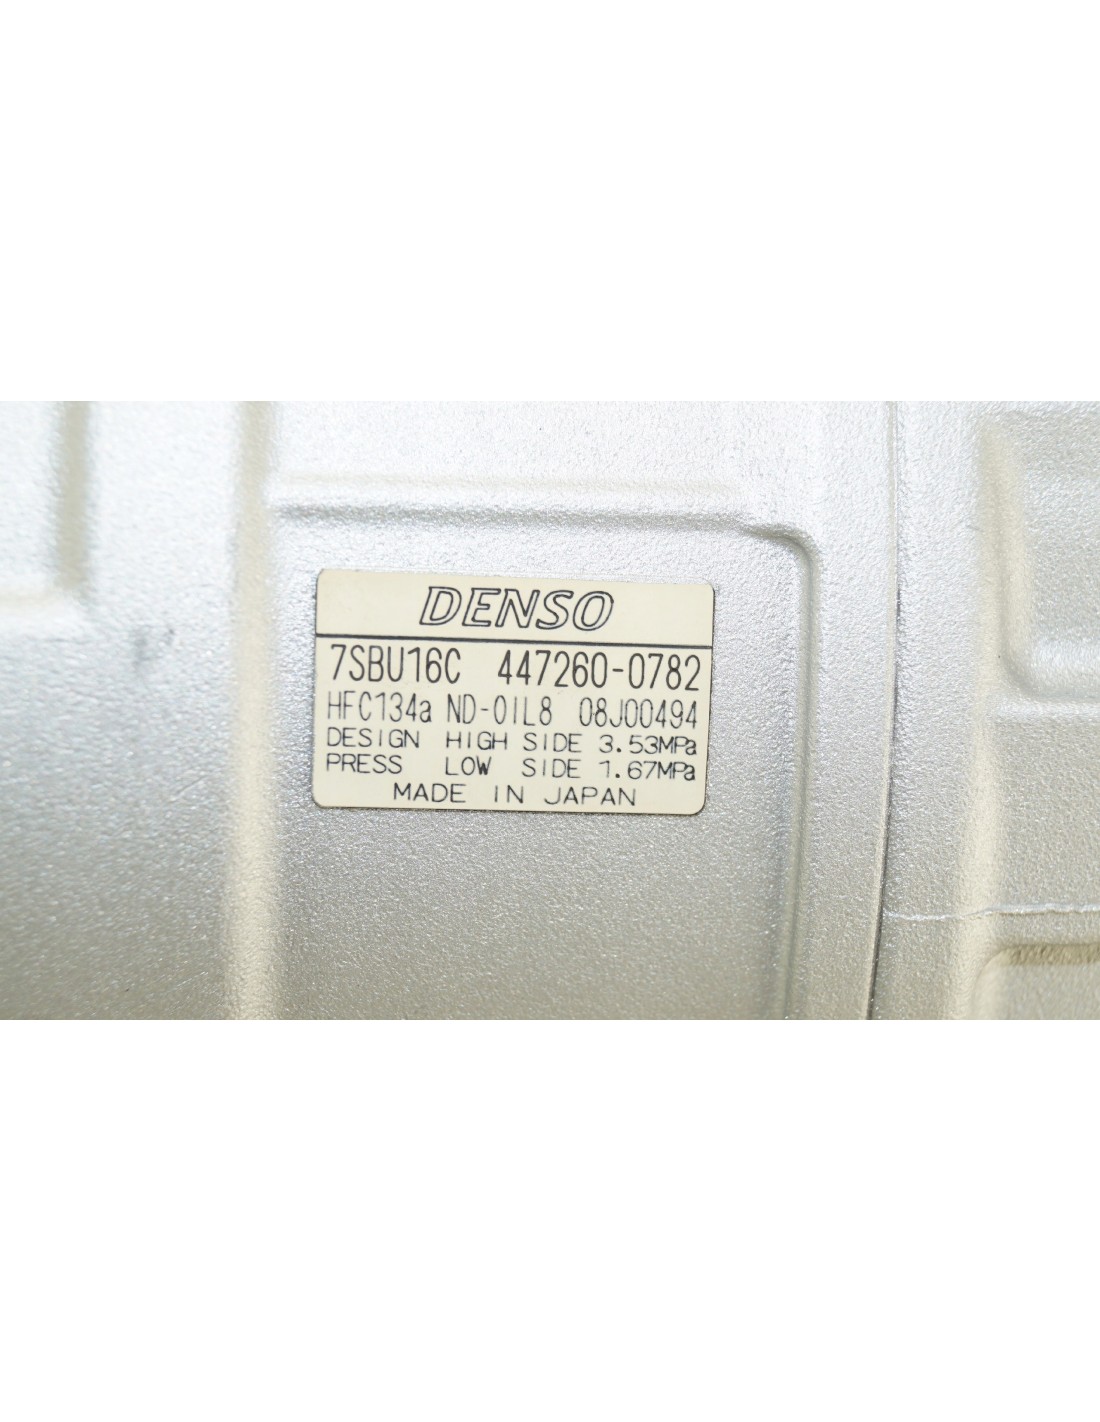 DENSO
7SBU16C 447260-0782
HFC134a ND-OIL8 08J00494
DESIGN HIGH SIDE 3.53MPa
PRESS LOW SIDE 1.67MPa
MADE IN JAPAN